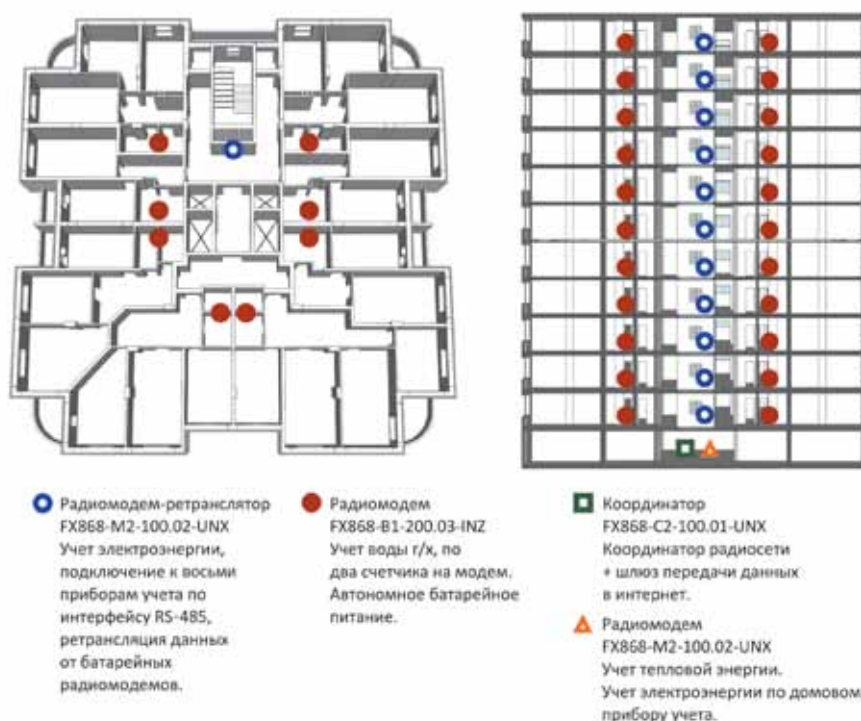 Радиомодем-ретранслятор
FX868-M2-100.02-UNX
Учет электроэнергии,
подключение к восьми
приборам учета по
интерфейсу RS-485,
ретрансляция данных
от батарейных
радиомодемов.
Радиомодем
FX868-B1-200.03-INZ
Учет воды г/х, по
два счетчика на модем.
Автономное батарейное
питание.
Координатор
FX868-C2-100.01-UNX
Координатор радиосети
+ шлюз передачи данных
в интернет.
Радиомодем
FX868-M2-100.02-UNX
Учет тепловой энергии.
Учет электроэнергии по домовом
прибору учета.